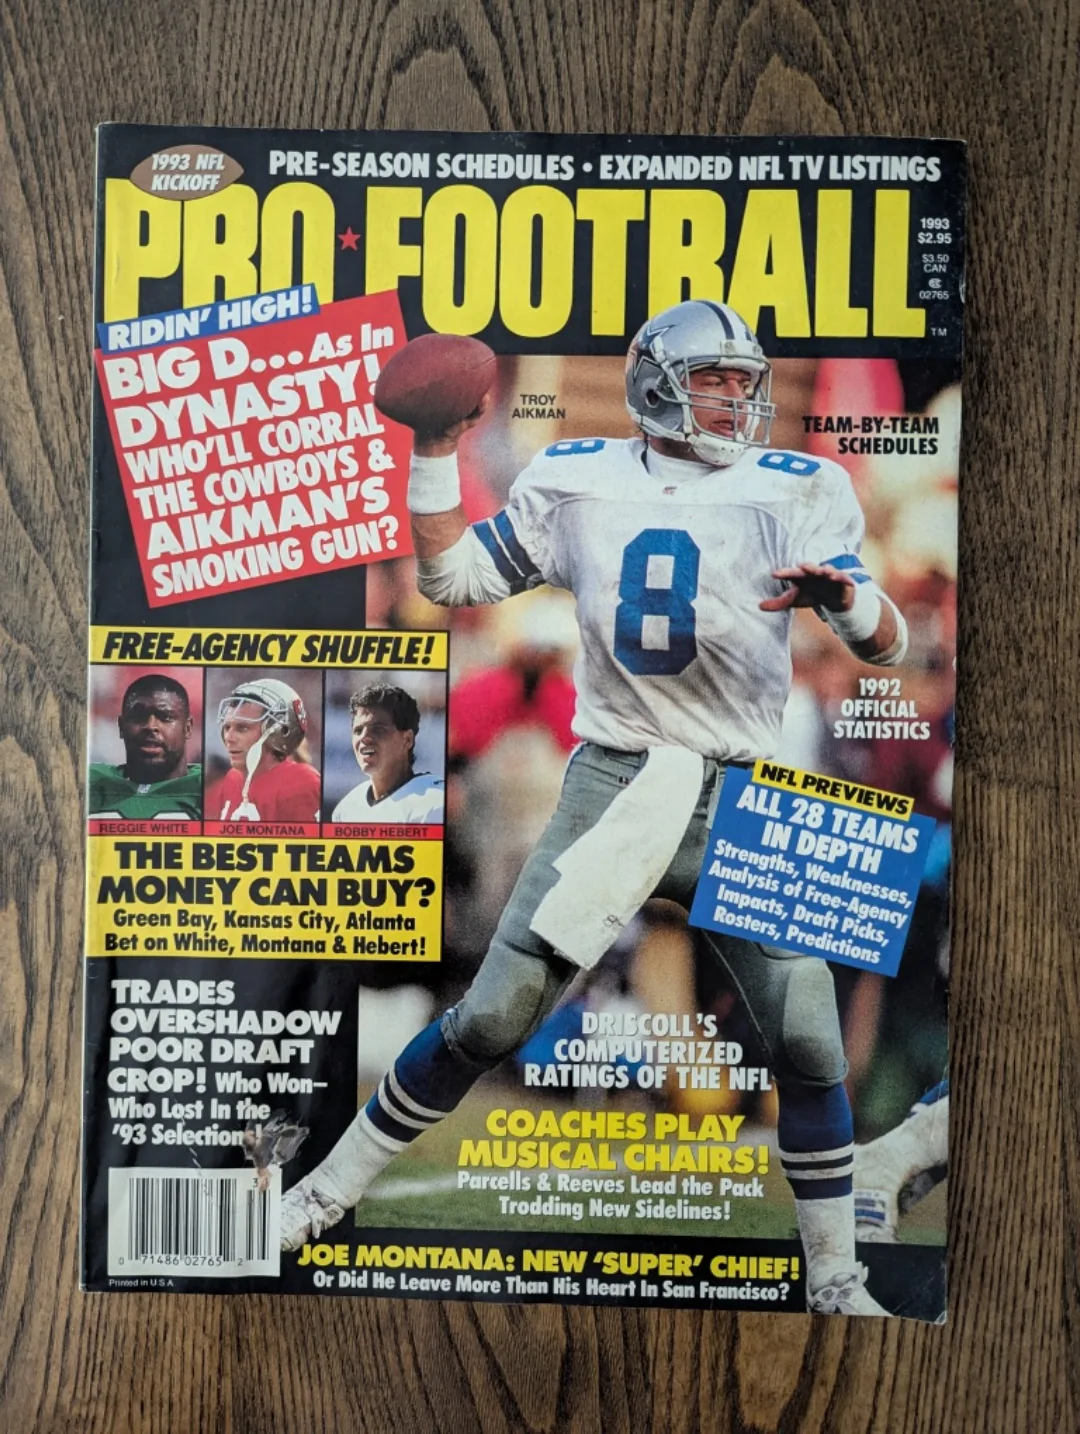 1993 NFL
KICKOFF
PRE-SEASON SCHEDULES • EXPANDED NFL TV LISTINGS
PRO★FOOTBALL
TM
1993
$2.95
$3.50
CAN
02765
RIDIN' HIGH!
BIG D... As In
DYNASTY!
WHO'LL CORRAL
THE COWBOYS &
AIKMAN'S
SMOKING GUN?
TROY
AIKMAN
TEAM-BY-TEAM
SCHEDULES
8
8
8
FREE-AGENCY SHUFFLE!
REGGIE WHITE
JOE MONTANA
BOBBY HEBERT
THE BEST TEAMS
MONEY CAN BUY?
Green Bay, Kansas City, Atlanta
Bet on White, Montana & Hebert!
1992
OFFICIAL
STATISTICS
NFL PREVIEWS
ALL 28 TEAMS
IN DEPTH
Strengths, Weaknesses,
Analysis of Free-Agency
Impacts, Draft Picks,
Rosters, Predictions
TRADES
OVERSHADOW
POOR DRAFT
CROP! Who Won–
Who Lost In the
'93 Selections!
DRISCOLL'S
COMPUTERIZED
RATINGS OF THE NFL
COACHES PLAY
MUSICAL CHAIRS!
Parcells & Reeves Lead the Pack
Trodding New Sidelines!
0 71486 02765 2
Printed in U.S.A.
JOE MONTANA: NEW 'SUPER' CHIEF!
Or Did He Leave More Than His Heart In San Francisco?